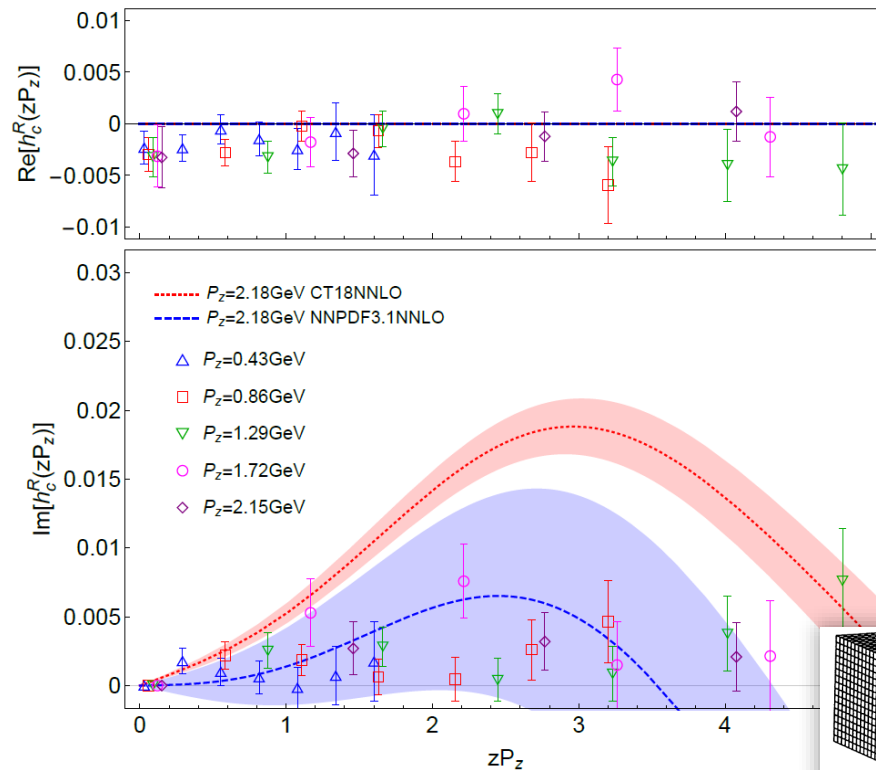 0.01
0.005
0
−0.005
−0.01
Re[h_c^R(zP_z)]
0.03
0.025
0.02
0.015
0.01
0.005
0
Im[h_c^R(zP_z)]
P_z=2.18GeV CT18NNLO
P_z=2.18GeV NNPDF3.1NNLO
P_z=0.43GeV
P_z=0.86GeV
P_z=1.29GeV
P_z=1.72GeV
P_z=2.15GeV
0 1 2 3 4
zP_z